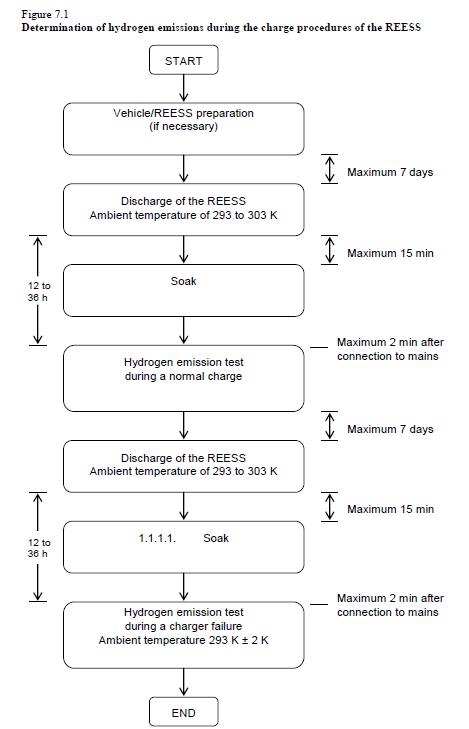 Figure 7.1
Determination of hydrogen emissions during the charge procedures of the REESS
START
Vehicle/REESS preparation
(if necessary)
Maximum 7 days
Discharge of the REESS
Ambient temperature of 293 to 303 K
Maximum 15 min
12 to
36 h
Soak
Maximum 2 min after
connection to mains
Hydrogen emission test
during a normal charge
Maximum 7 days
Discharge of the REESS
Ambient temperature of 293 to 303 K
Maximum 15 min
12 to
36 h
1.1.1.1. Soak
Maximum 2 min after
connection to mains
Hydrogen emission test
during a charger failure
Ambient temperature 293 K ± 2 K
END